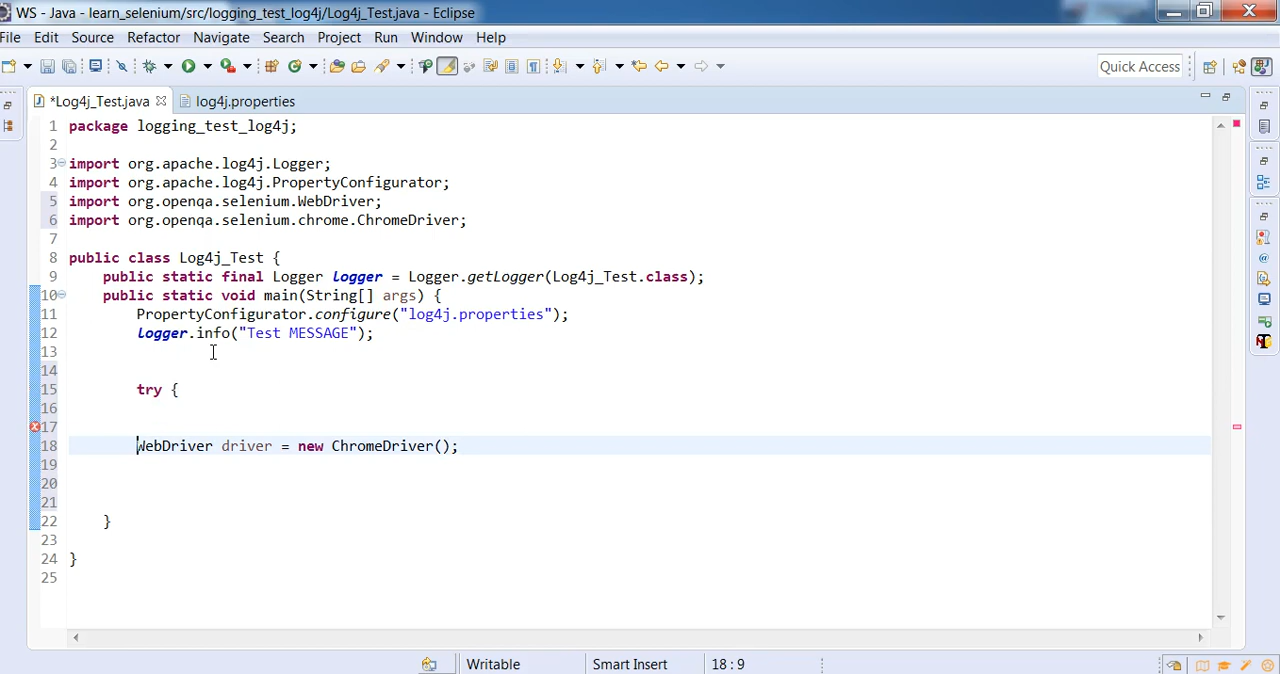 WS - Java - learn_selenium/src/logging_test_log4j/Log4j_Test.java - Eclipse
File Edit Source Refactor Navigate Search Project Run Window Help
Quick Access
*Log4j_Test.java log4j.properties
1 package logging_test_log4j;
2
3 import org.apache.log4j.Logger;
4 import org.apache.log4j.PropertyConfigurator;
5 import org.openqa.selenium.WebDriver;
6 import org.openqa.selenium.chrome.ChromeDriver;
7
8 public class Log4j_Test {
9 public static final Logger logger = Logger.getLogger(Log4j_Test.class);
10 public static void main(String[] args) {
11 PropertyConfigurator.configure("log4j.properties");
12 logger.info("Test MESSAGE");
13
14
15 try {
16
17
18 WebDriver driver = new ChromeDriver();
19
20
21
22 }
23
24 }
25
Writable Smart Insert 18 : 9